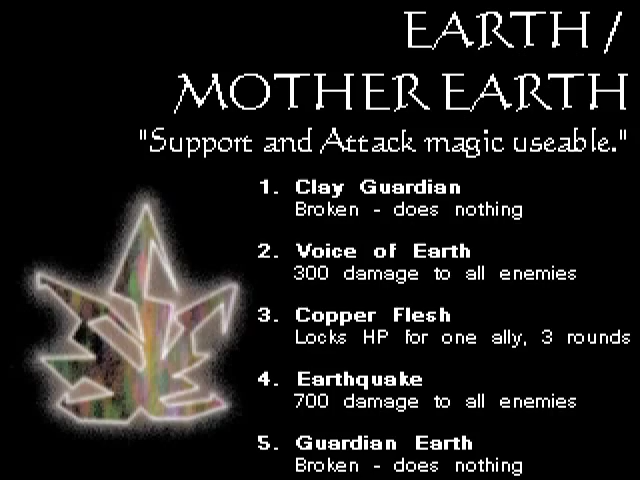 EARTH /
MOTHER EARTH
"Support and Attack magic useable."
1. Clay Guardian
Broken - does nothing
2. Voice of Earth
300 damage to all enemies
3. Copper Flesh
Locks HP for one ally, 3 rounds
4. Earthquake
700 damage to all enemies
5. Guardian Earth
Broken - does nothing